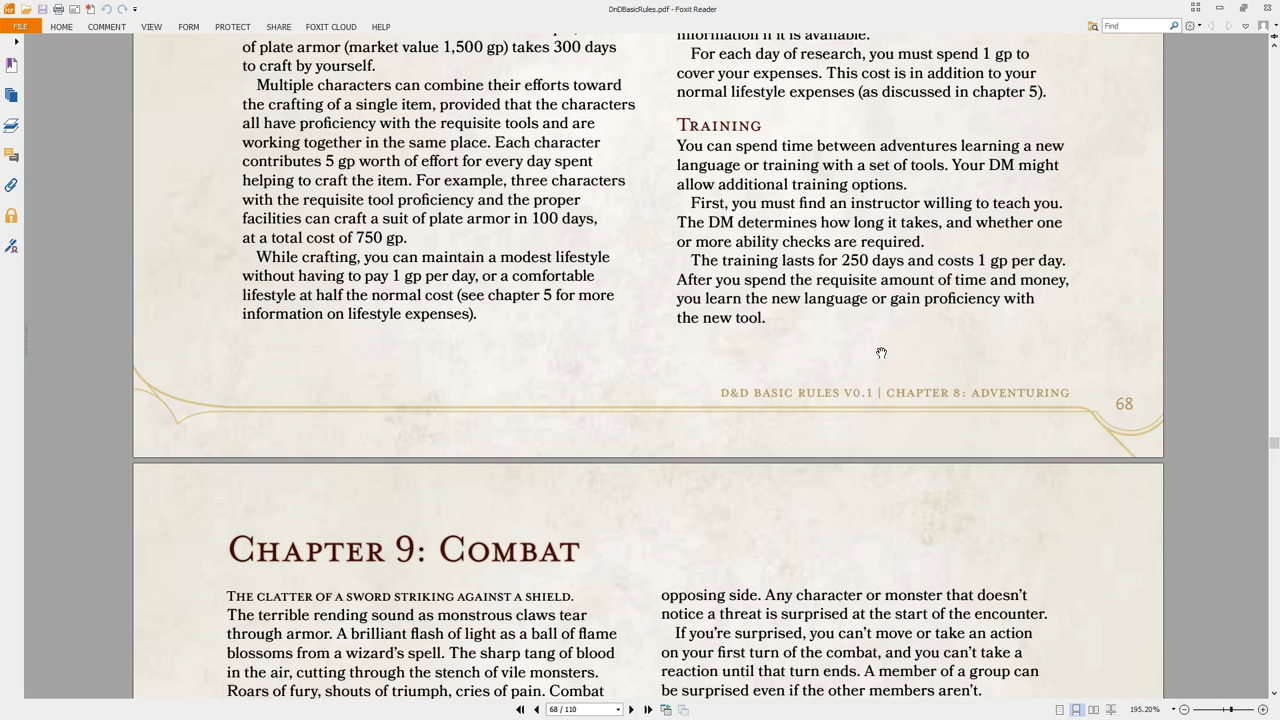 DnDBasicRules.pdf - Foxit Reader
FILE
HOME
COMMENT
VIEW
FORM
PROTECT
SHARE
FOXIT CLOUD
HELP
Find
of plate armor (market value 1,500 gp) takes 300 days
to craft by yourself.
Multiple characters can combine their efforts toward
the crafting of a single item, provided that the characters
all have proficiency with the requisite tools and are
working together in the same place. Each character
contributes 5 gp worth of effort for every day spent
helping to craft the item. For example, three characters
with the requisite tool proficiency and the proper
facilities can craft a suit of plate armor in 100 days,
at a total cost of 750 gp.
While crafting, you can maintain a modest lifestyle
without having to pay 1 gp per day, or a comfortable
lifestyle at half the normal cost (see chapter 5 for more
information on lifestyle expenses).
information if it is available.
For each day of research, you must spend 1 gp to
cover your expenses. This cost is in addition to your
normal lifestyle expenses (as discussed in chapter 5).
Training
You can spend time between adventures learning a new
language or training with a set of tools. Your DM might
allow additional training options.
First, you must find an instructor willing to teach you.
The DM determines how long it takes, and whether one
or more ability checks are required.
The training lasts for 250 days and costs 1 gp per day.
After you spend the requisite amount of time and money,
you learn the new language or gain proficiency with
the new tool.
D&D BASIC RULES V0.1 | CHAPTER 8: ADVENTURING
68
Chapter 9: Combat
The clatter of a sword striking against a shield.
The terrible rending sound as monstrous claws tear
through armor. A brilliant flash of light as a ball of flame
blossoms from a wizard's spell. The sharp tang of blood
in the air, cutting through the stench of vile monsters.
Roars of fury, shouts of triumph, cries of pain. Combat
opposing side. Any character or monster that doesn't
notice a threat is surprised at the start of the encounter.
If you're surprised, you can't move or take an action
on your first turn of the combat, and you can't take a
reaction until that turn ends. A member of a group can
be surprised even if the other members aren't.
68 / 110
195.20%